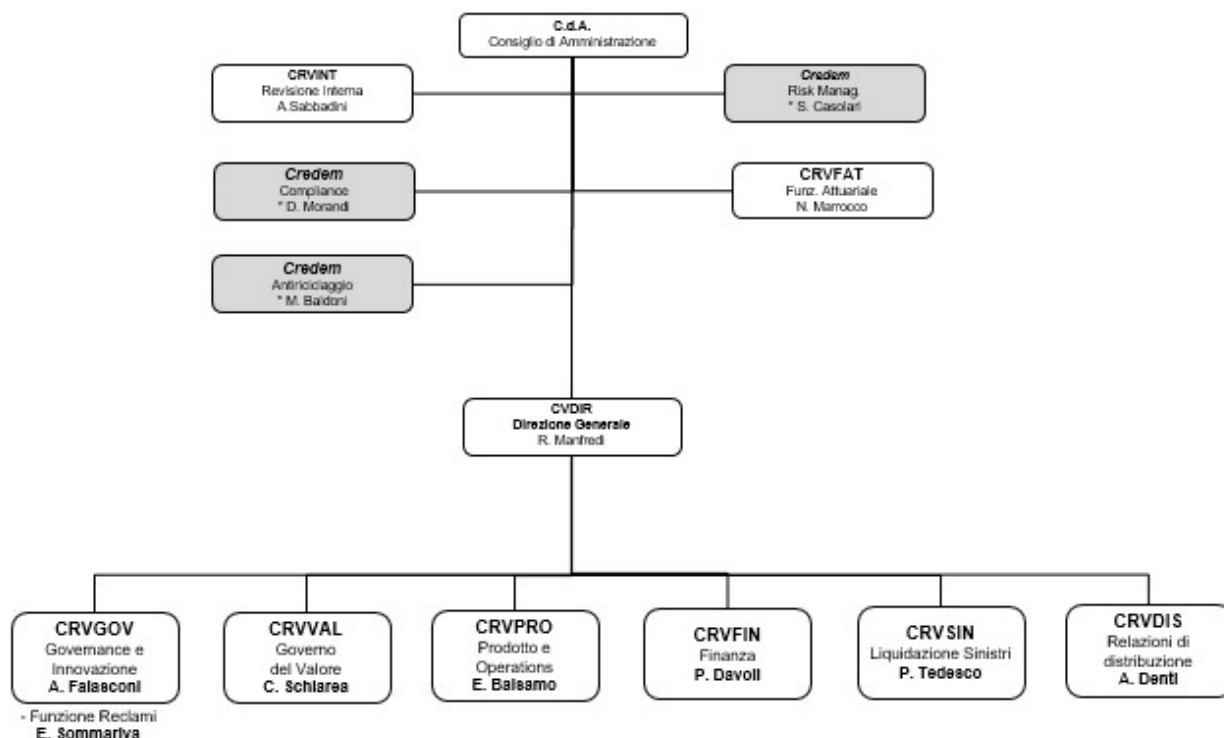 C.d.A.
Consiglio di Amministrazione
CRVINT
Revisione Interna
A.Sabbadini
Credem
Risk Manag.
* S. Casolari
Credem
Compliance
* D. Morandi
CRVFAT
Funz. Attuariale
N. Marrocco
Credem
Antiriciclaggio
* M. Baldoni
CVDIR
Direzione Generale
R. Manfredi
CRVGOV
Governance e
Innovazione
A. Falasconi
- Funzione Reclami
E. Sommariva
CRVVAL
Governo
del Valore
C. Schiarea
CRVPRO
Prodotto e
Operations
E. Balsamo
CRVFIN
Finanza
P. Davoli
CRVSIN
Liquidazione Sinistri
P. Tedesco
CRVDIS
Relazioni di
distribuzione
A. Denti